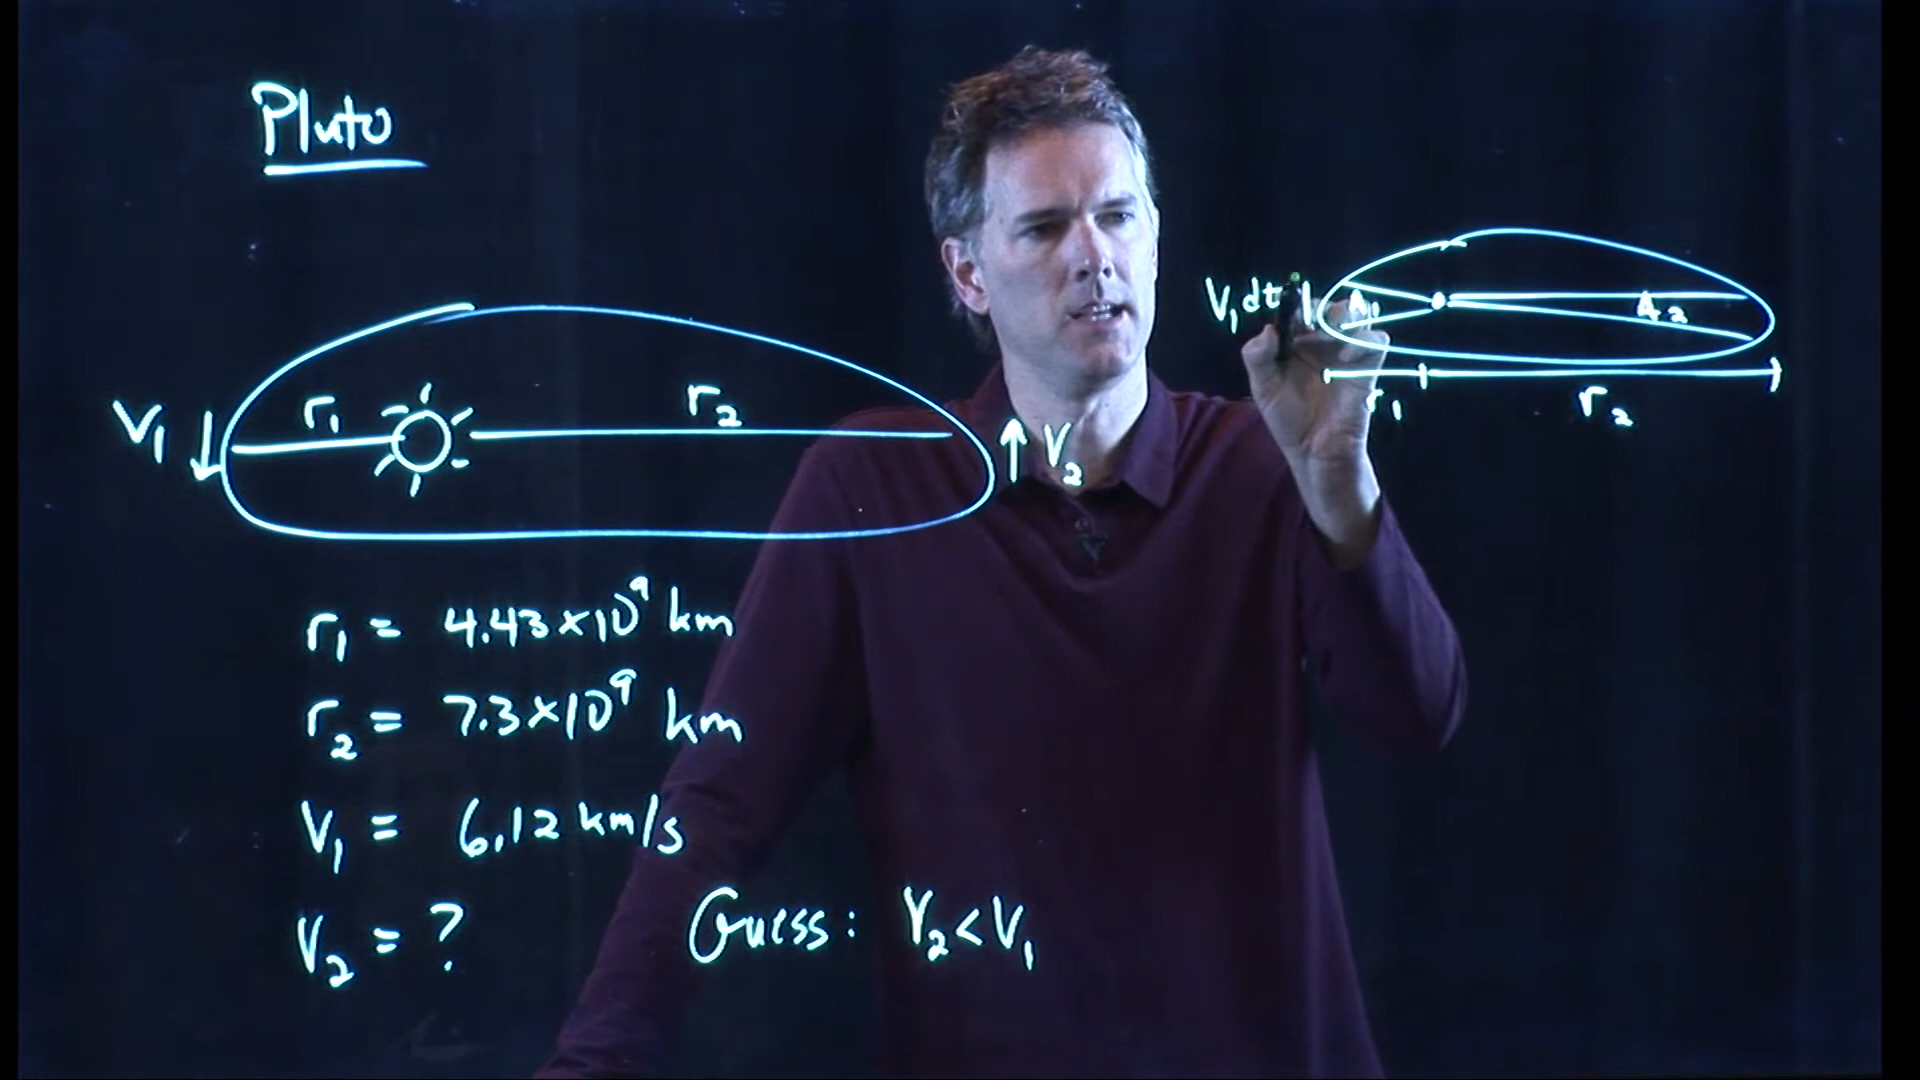 Pluto
V₁ r₁ r₂ V₂
r₁ = 4.43×10⁹ km
r₂ = 7.3×10⁹ km
V₁ = 6.12 km/s
V₂ = ?
Guess: V₂<V₁
V₁dt A₁ A₂
r₁ r₂